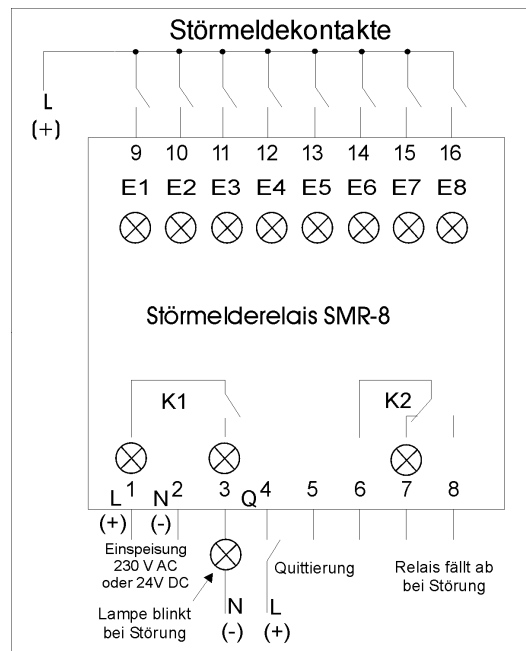 Störmeldekontakte
L
(+)
9 10 11 12 13 14 15 16
E1 E2 E3 E4 E5 E6 E7 E8
Störmelderelais SMR-8
K1 K2
L 1 N 2 3 Q 4 5 6 7 8
(+) (-)
Einspeisung
230 V AC
oder 24V DC
Quittierung
Relais fällt ab
bei Störung
Lampe blinkt
bei Störung
N L
(-) (+)